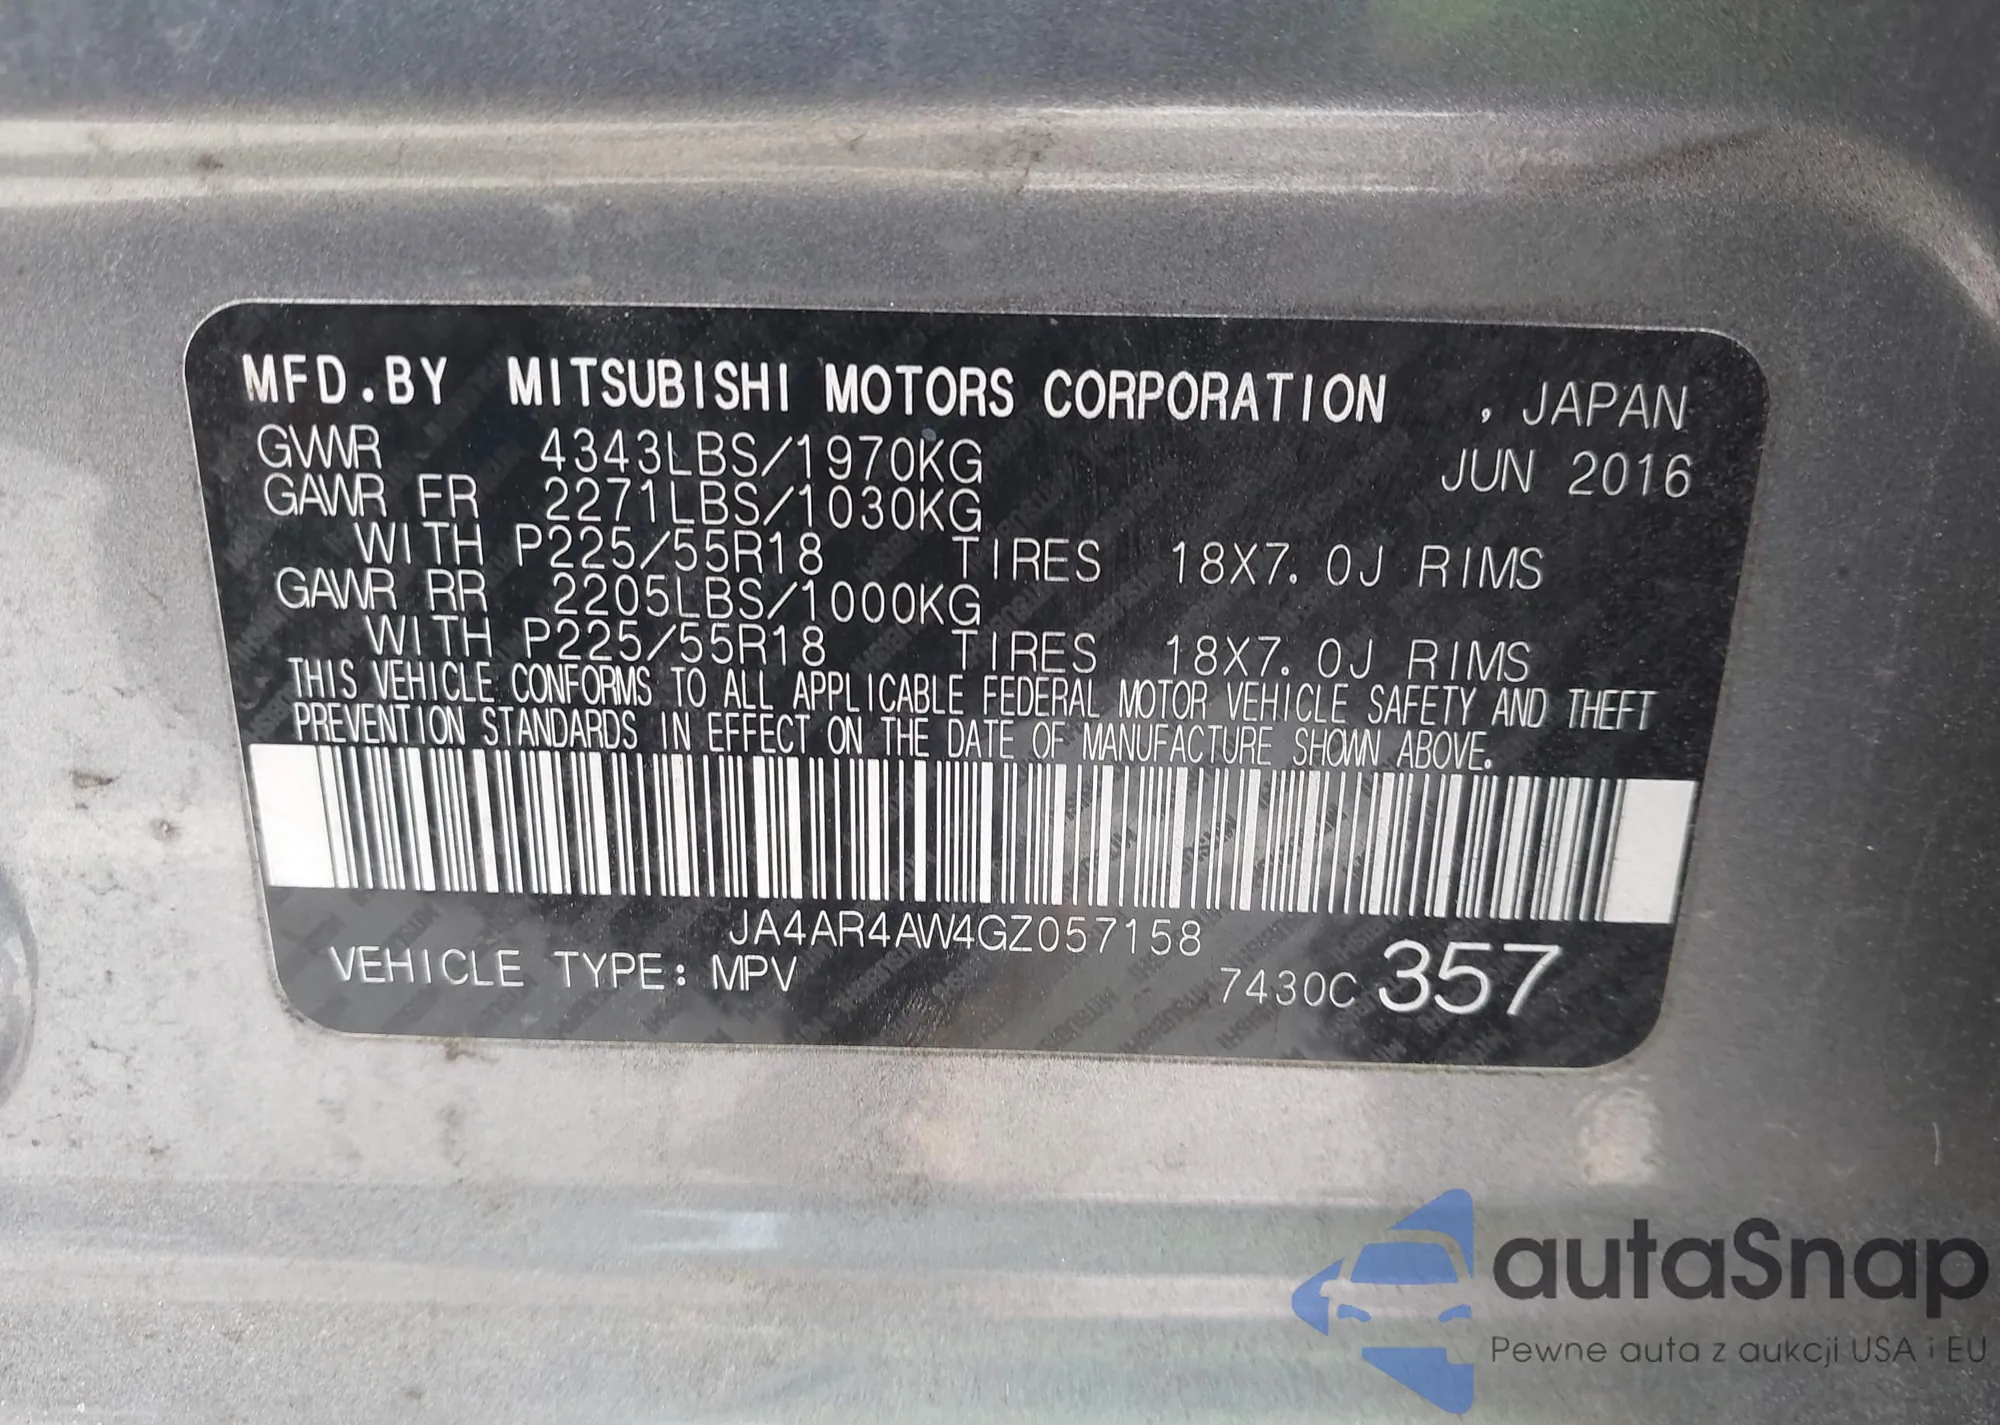 MFD.BY MITSUBISHI MOTORS CORPORATION , JAPAN
GVWR 4343LBS/1970KG JUN 2016
GAWR FR 2271LBS/1030KG
WITH P225/55R18 TIRES 18X7.0J RIMS
GAWR RR 2205LBS/1000KG
WITH P225/55R18 TIRES 18X7.0J RIMS
THIS VEHICLE CONFORMS TO ALL APPLICABLE FEDERAL MOTOR VEHICLE SAFETY AND THEFT
PREVENTION STANDARDS IN EFFECT ON THE DATE OF MANUFACTURE SHOWN ABOVE.
JA4AR4AW4GZ057158
VEHICLE TYPE: MPV 7430C 357
autaSnap
Pewne auta z aukcji USA i EU